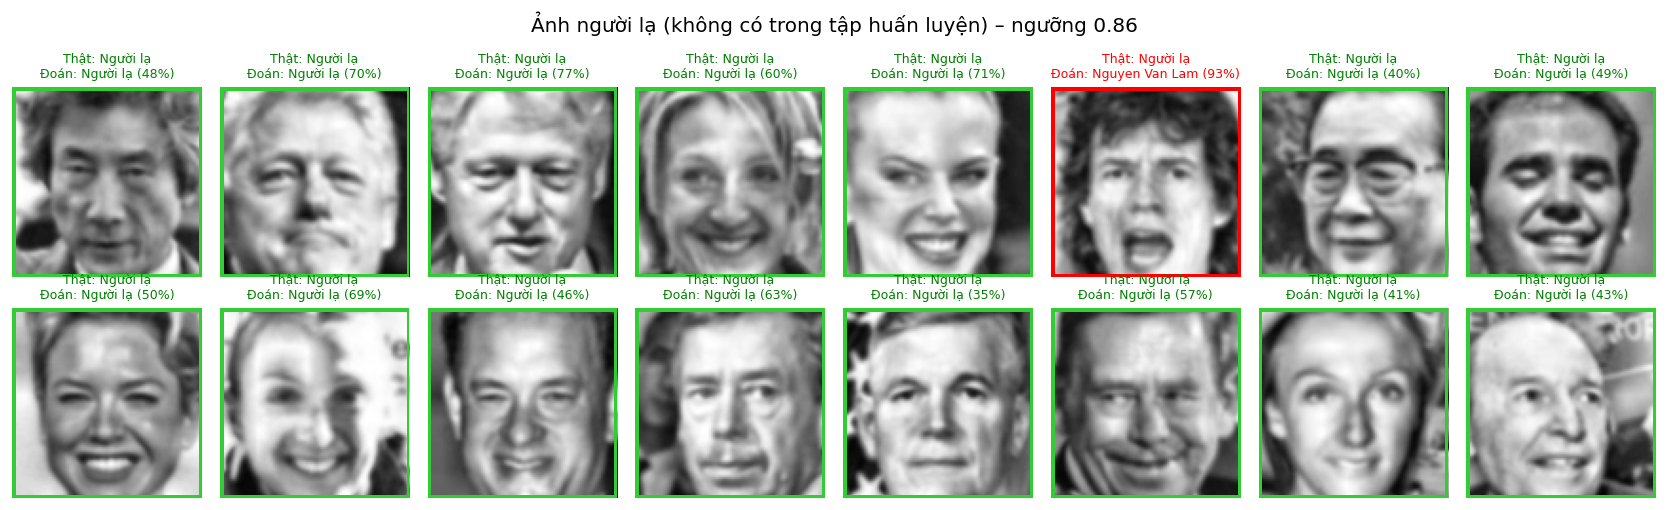 Ảnh người lạ (không có trong tập huấn luyện) – ngưỡng 0.86
Thật: Người lạ
Đoán: Người lạ (48%)
Thật: Người lạ
Đoán: Người lạ (70%)
Thật: Người lạ
Đoán: Người lạ (77%)
Thật: Người lạ
Đoán: Người lạ (60%)
Thật: Người lạ
Đoán: Người lạ (71%)
Thật: Người lạ
Đoán: Nguyen Van Lam (93%)
Thật: Người lạ
Đoán: Người lạ (40%)
Thật: Người lạ
Đoán: Người lạ (49%)
Thật: Người lạ
Đoán: Người lạ (50%)
Thật: Người lạ
Đoán: Người lạ (69%)
Thật: Người lạ
Đoán: Người lạ (46%)
Thật: Người lạ
Đoán: Người lạ (63%)
Thật: Người lạ
Đoán: Người lạ (35%)
Thật: Người lạ
Đoán: Người lạ (57%)
Thật: Người lạ
Đoán: Người lạ (41%)
Thật: Người lạ
Đoán: Người lạ (43%)